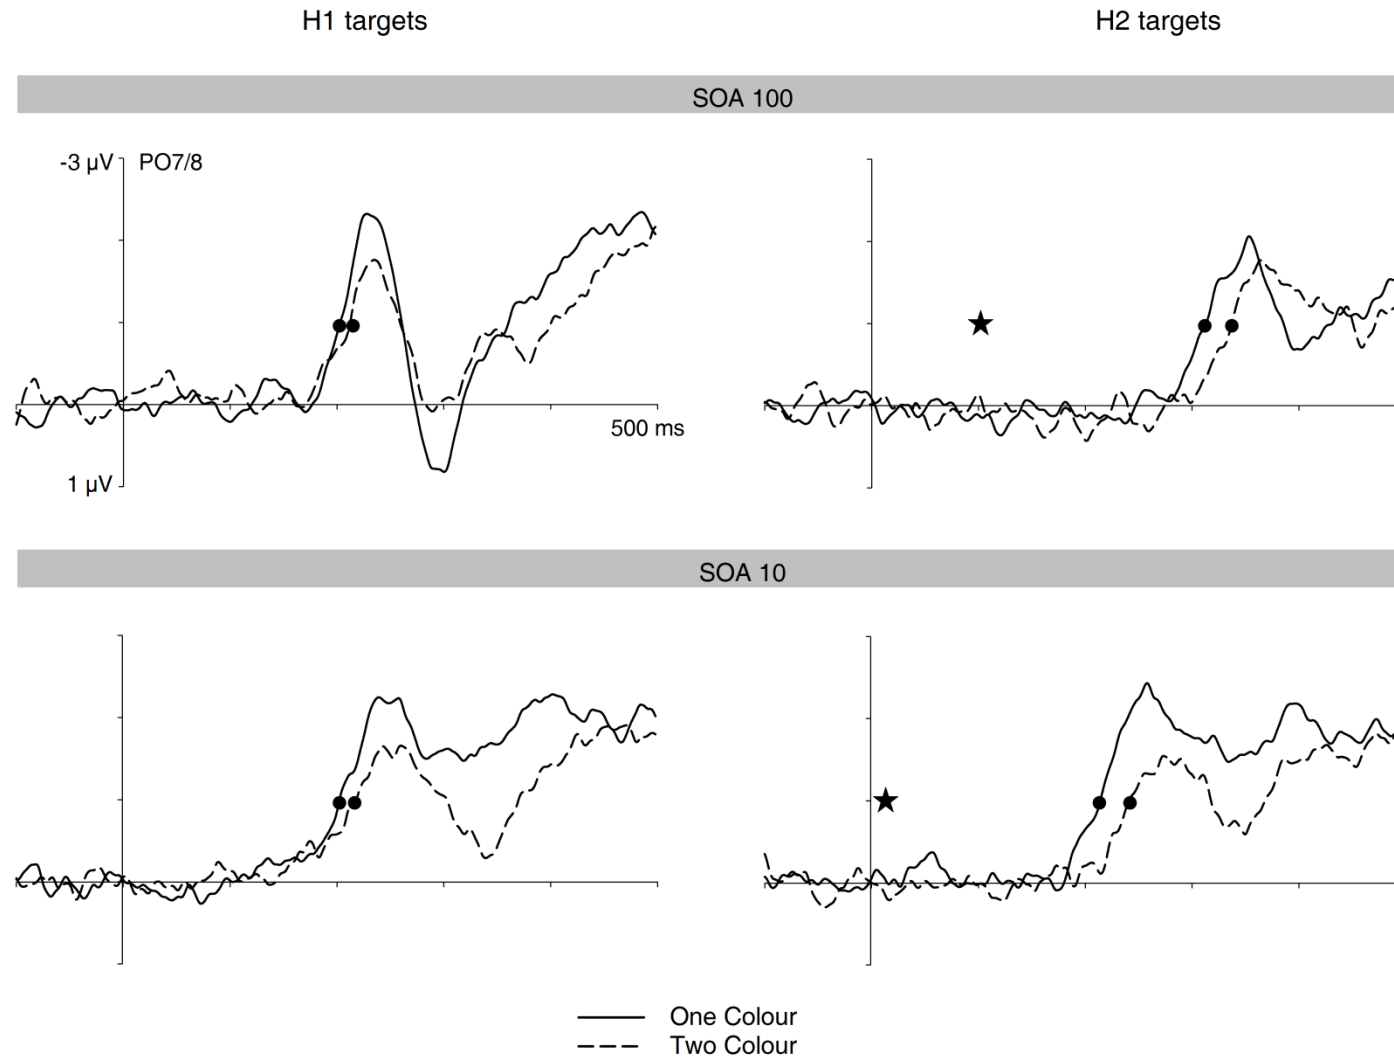 H1 targets
H2 targets
SOA 100
-3 µV
PO7/8
500 ms
1 µV
SOA 10
One Colour
Two Colour